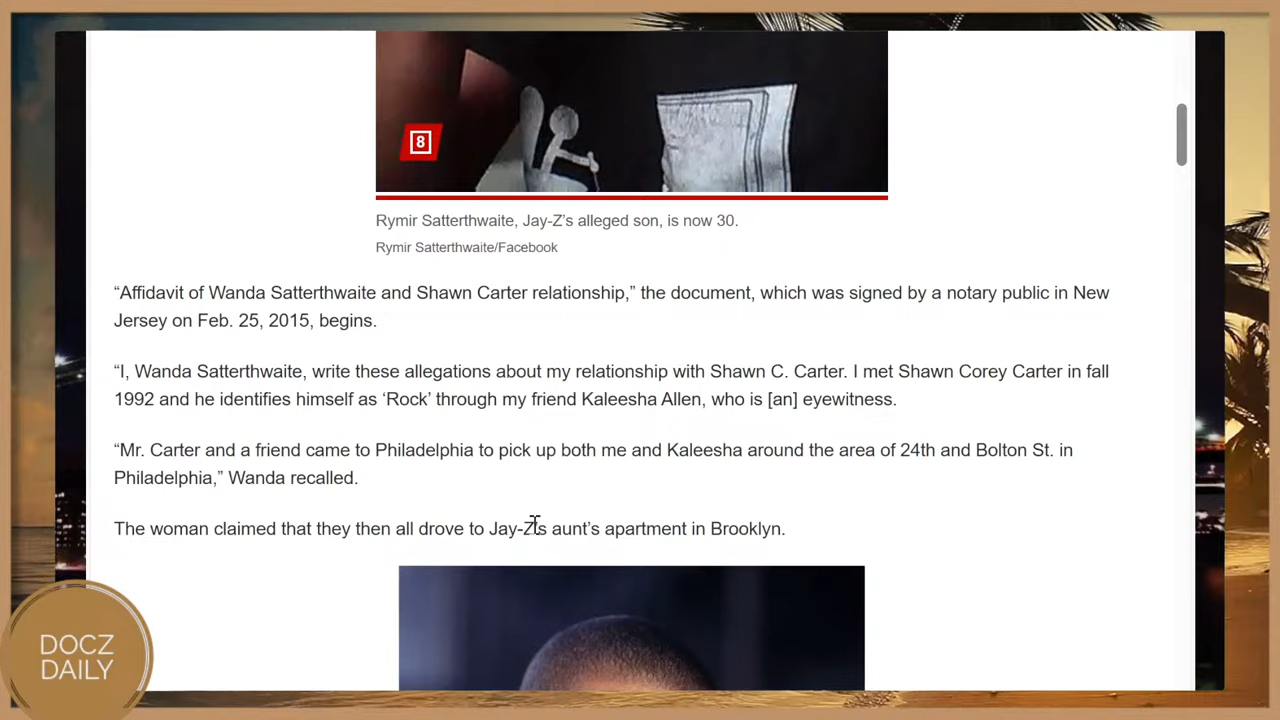 8
Rymir Satterthwaite, Jay-Z’s alleged son, is now 30.
Rymir Satterthwaite/Facebook
“Affidavit of Wanda Satterthwaite and Shawn Carter relationship,” the document, which was signed by a notary public in New
Jersey on Feb. 25, 2015, begins.
“I, Wanda Satterthwaite, write these allegations about my relationship with Shawn C. Carter. I met Shawn Corey Carter in fall
1992 and he identifies himself as ‘Rock’ through my friend Kaleesha Allen, who is [an] eyewitness.
“Mr. Carter and a friend came to Philadelphia to pick up both me and Kaleesha around the area of 24th and Bolton St. in
Philadelphia,” Wanda recalled.
The woman claimed that they then all drove to Jay-Z’s aunt’s apartment in Brooklyn.
DOCZ
DAILY